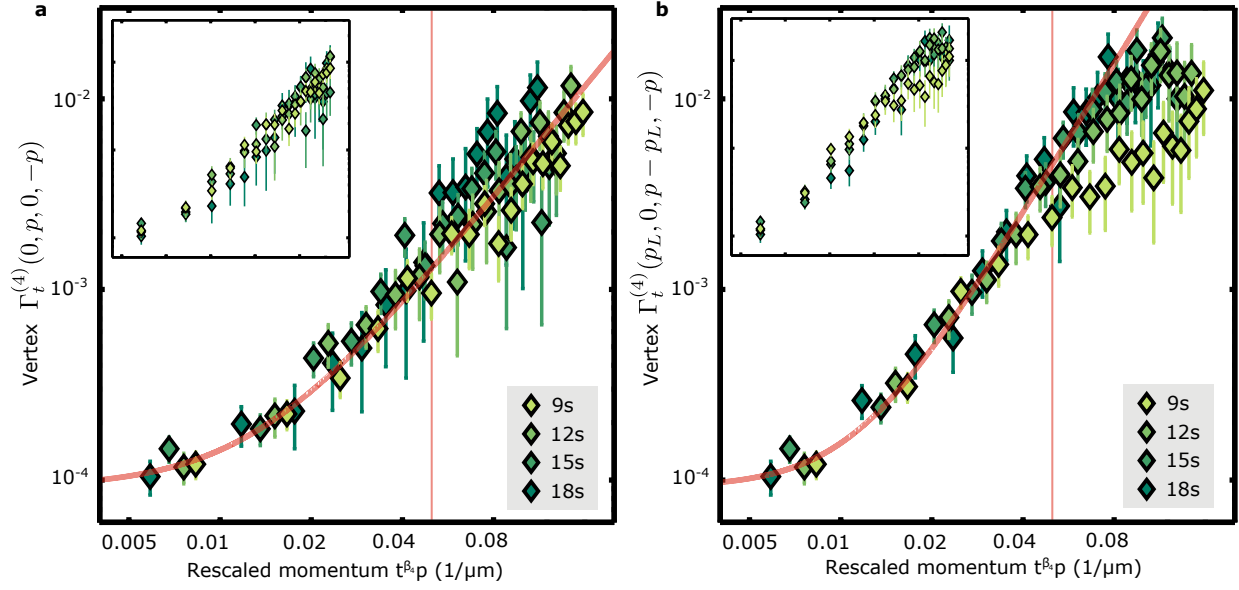 a
Vertex Γ_t^(4)(0, p, 0, −p)
10⁻²
10⁻³
10⁻⁴
9s
12s
15s
18s
0.005
0.01
0.02
0.04
0.08
Rescaled momentum t^β₄p (1/µm)
b
Vertex Γ_t^(4)(p_L, 0, p − p_L, −p)
10⁻²
10⁻³
10⁻⁴
9s
12s
15s
18s
0.005
0.01
0.02
0.04
0.08
Rescaled momentum t^β₄p (1/µm)